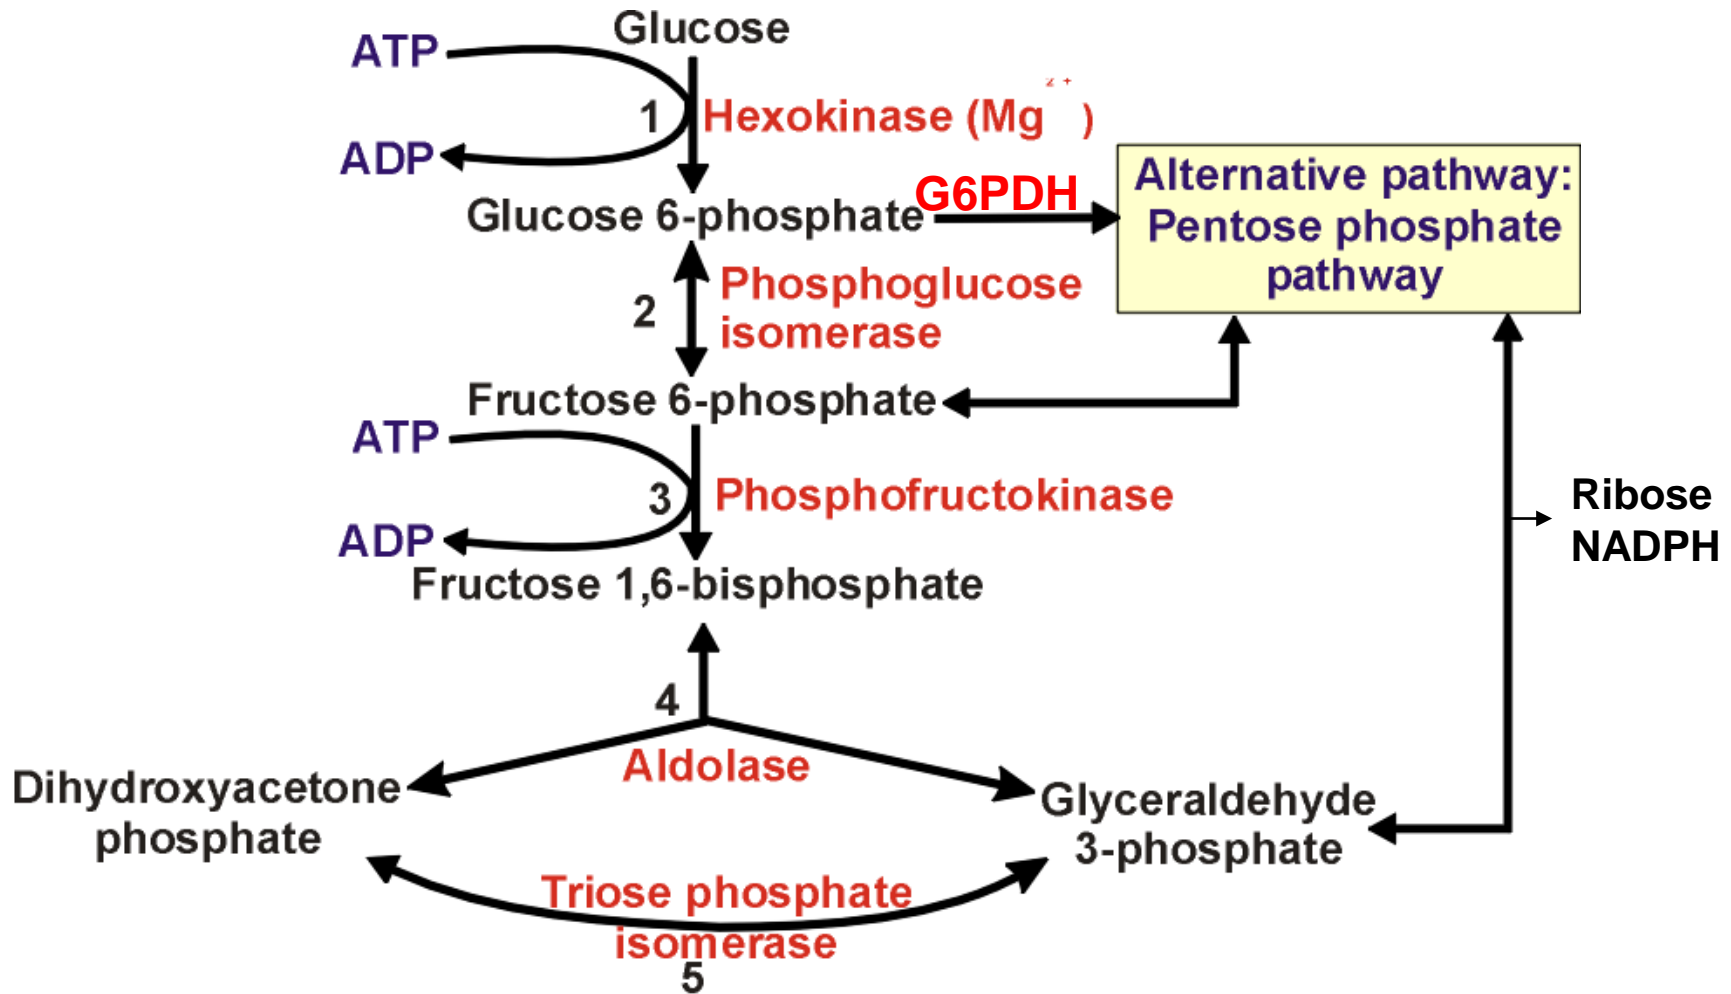 Glucose
ATP
1
Hexokinase (Mg2+)
ADP
Glucose 6-phosphate
G6PDH
Alternative pathway:
Pentose phosphate
pathway
2
Phosphoglucose
isomerase
Fructose 6-phosphate
ATP
3
Phosphofructokinase
ADP
Ribose
NADPH
Fructose 1,6-bisphosphate
4
Aldolase
Dihydroxyacetone
phosphate
Glyceraldehyde
3-phosphate
Triose phosphate
isomerase
5